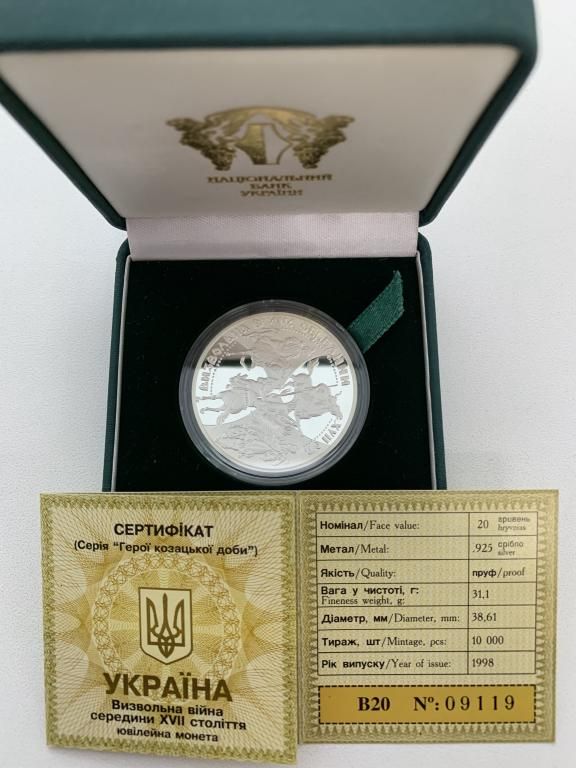 НАЦІОНАЛЬНИЙ
БАНК
УКРАЇНИ
СЕРТИФІКАТ
(Серія "Герої козацької доби")
УКРАЇНА
Визвольна війна
середини XVII століття
ювілейна монета
Номінал/Face value: 20 гривень
hryvnias
Метал/Metal: .925 срібло
silver
Якість/Quality: пруф/proof
Вага у чистоті, г:
Fineness weight, g: 31,1
Діаметр, мм/Diameter, mm: 38,61
Тираж, шт/Mintage, pcs: 10 000
Рік випуску/Year of issue: 1998
B20 №: 09119